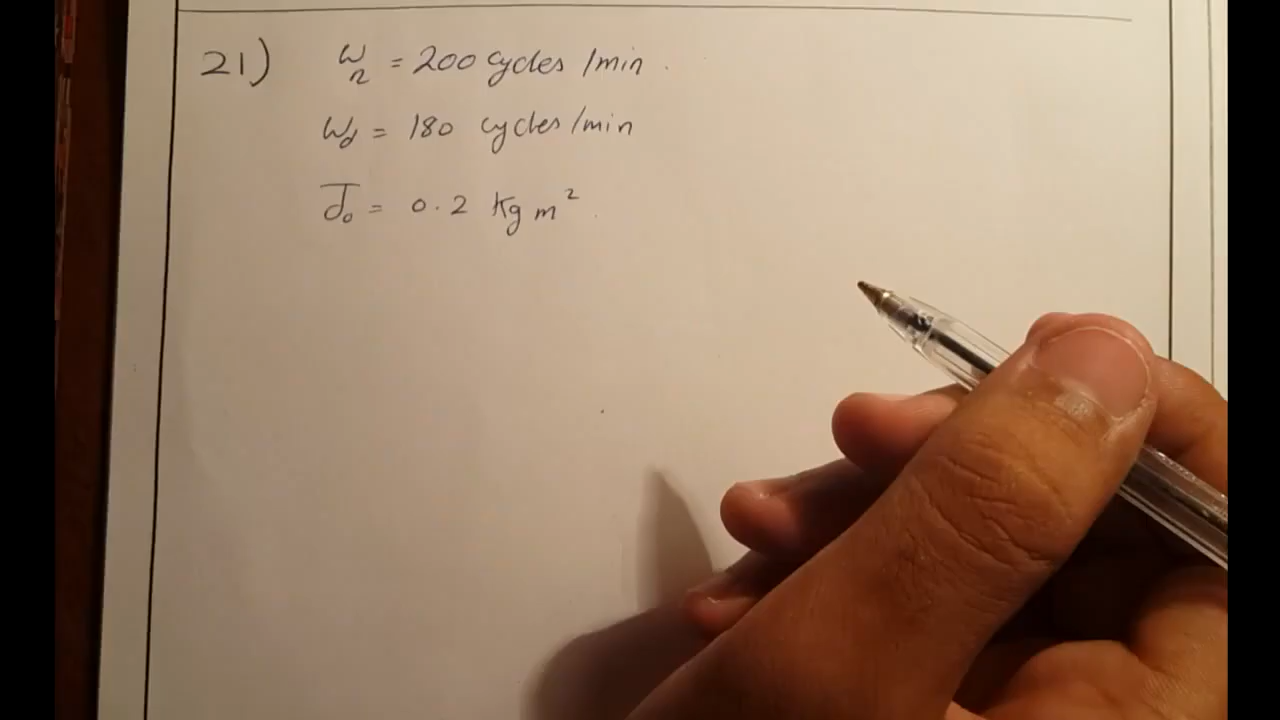 21) ωn = 200 cycles /min .
ωd = 180 cycles/min
J0 = 0.2 Kg m²